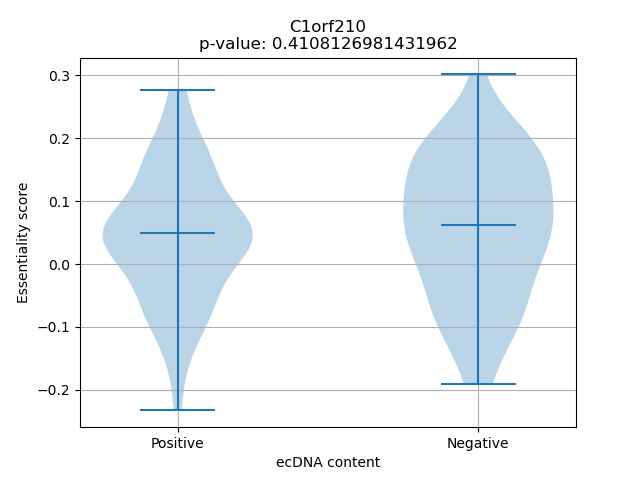 C1orf210
p-value: 0.4108126981431962
0.3
0.2
0.1
0.0
−0.1
−0.2
Essentiality score
Positive
Negative
ecDNA content